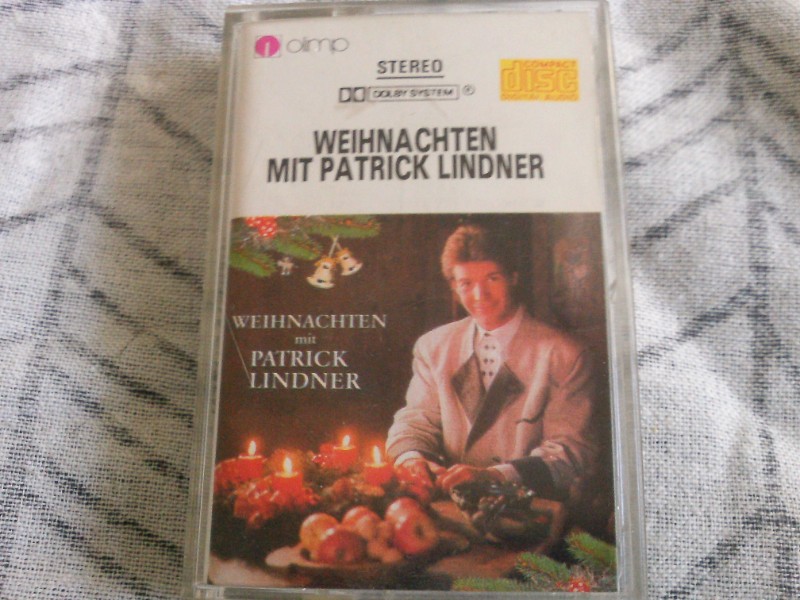 olimp
STEREO
DOLBY SYSTEM ®
COMPACT
disc
DIGITAL AUDIO
WEIHNACHTEN
MIT PATRICK LINDNER
WEIHNACHTEN
mit
PATRICK
LINDNER